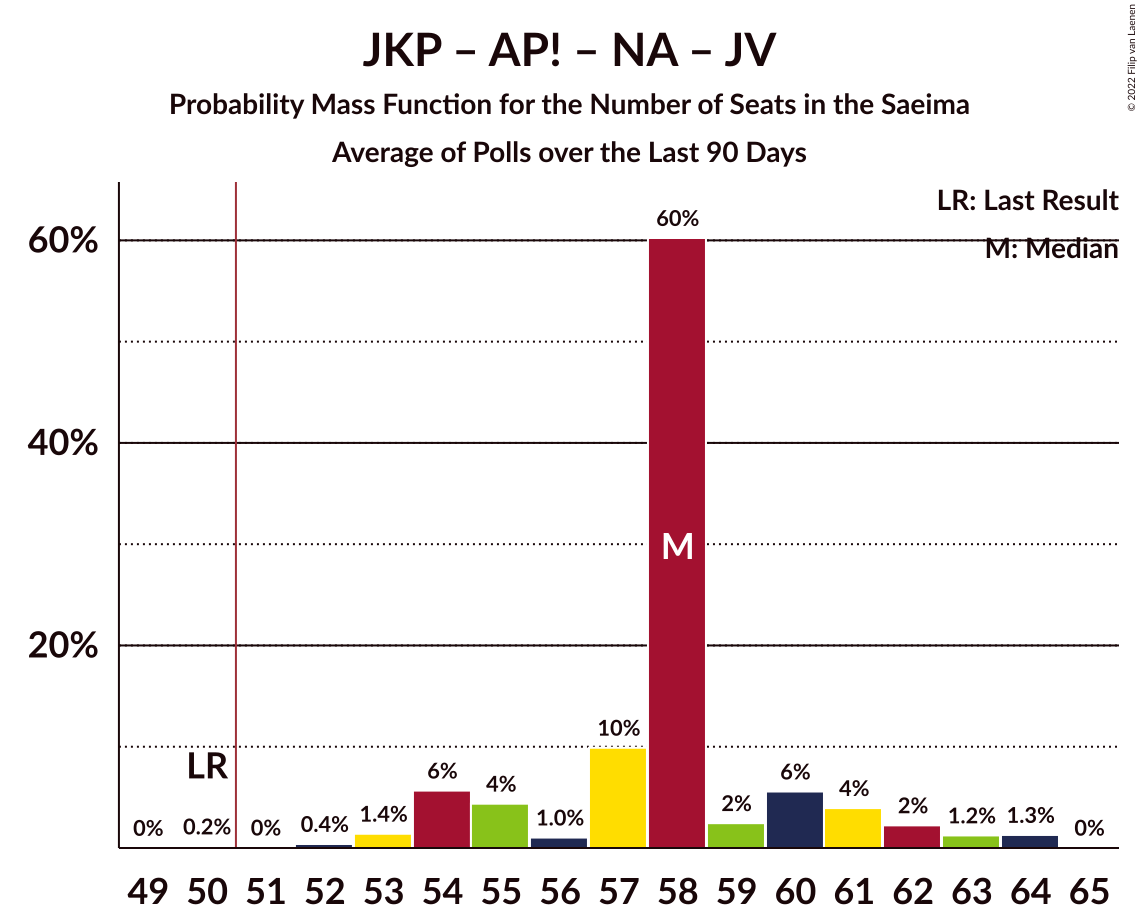 JKP – AP! – NA – JV
Probability Mass Function for the Number of Seats in the Saeima
Average of Polls over the Last 90 Days
© 2022 Filip van Laenen
LR: Last Result
M: Median
60%
40%
20%
60%
M
LR
0%
0.2%
0%
0.4%
1.4%
6%
4%
1.0%
10%
2%
6%
4%
2%
1.2%
1.3%
0%
49 50 51 52 53 54 55 56 57 58 59 60 61 62 63 64 65